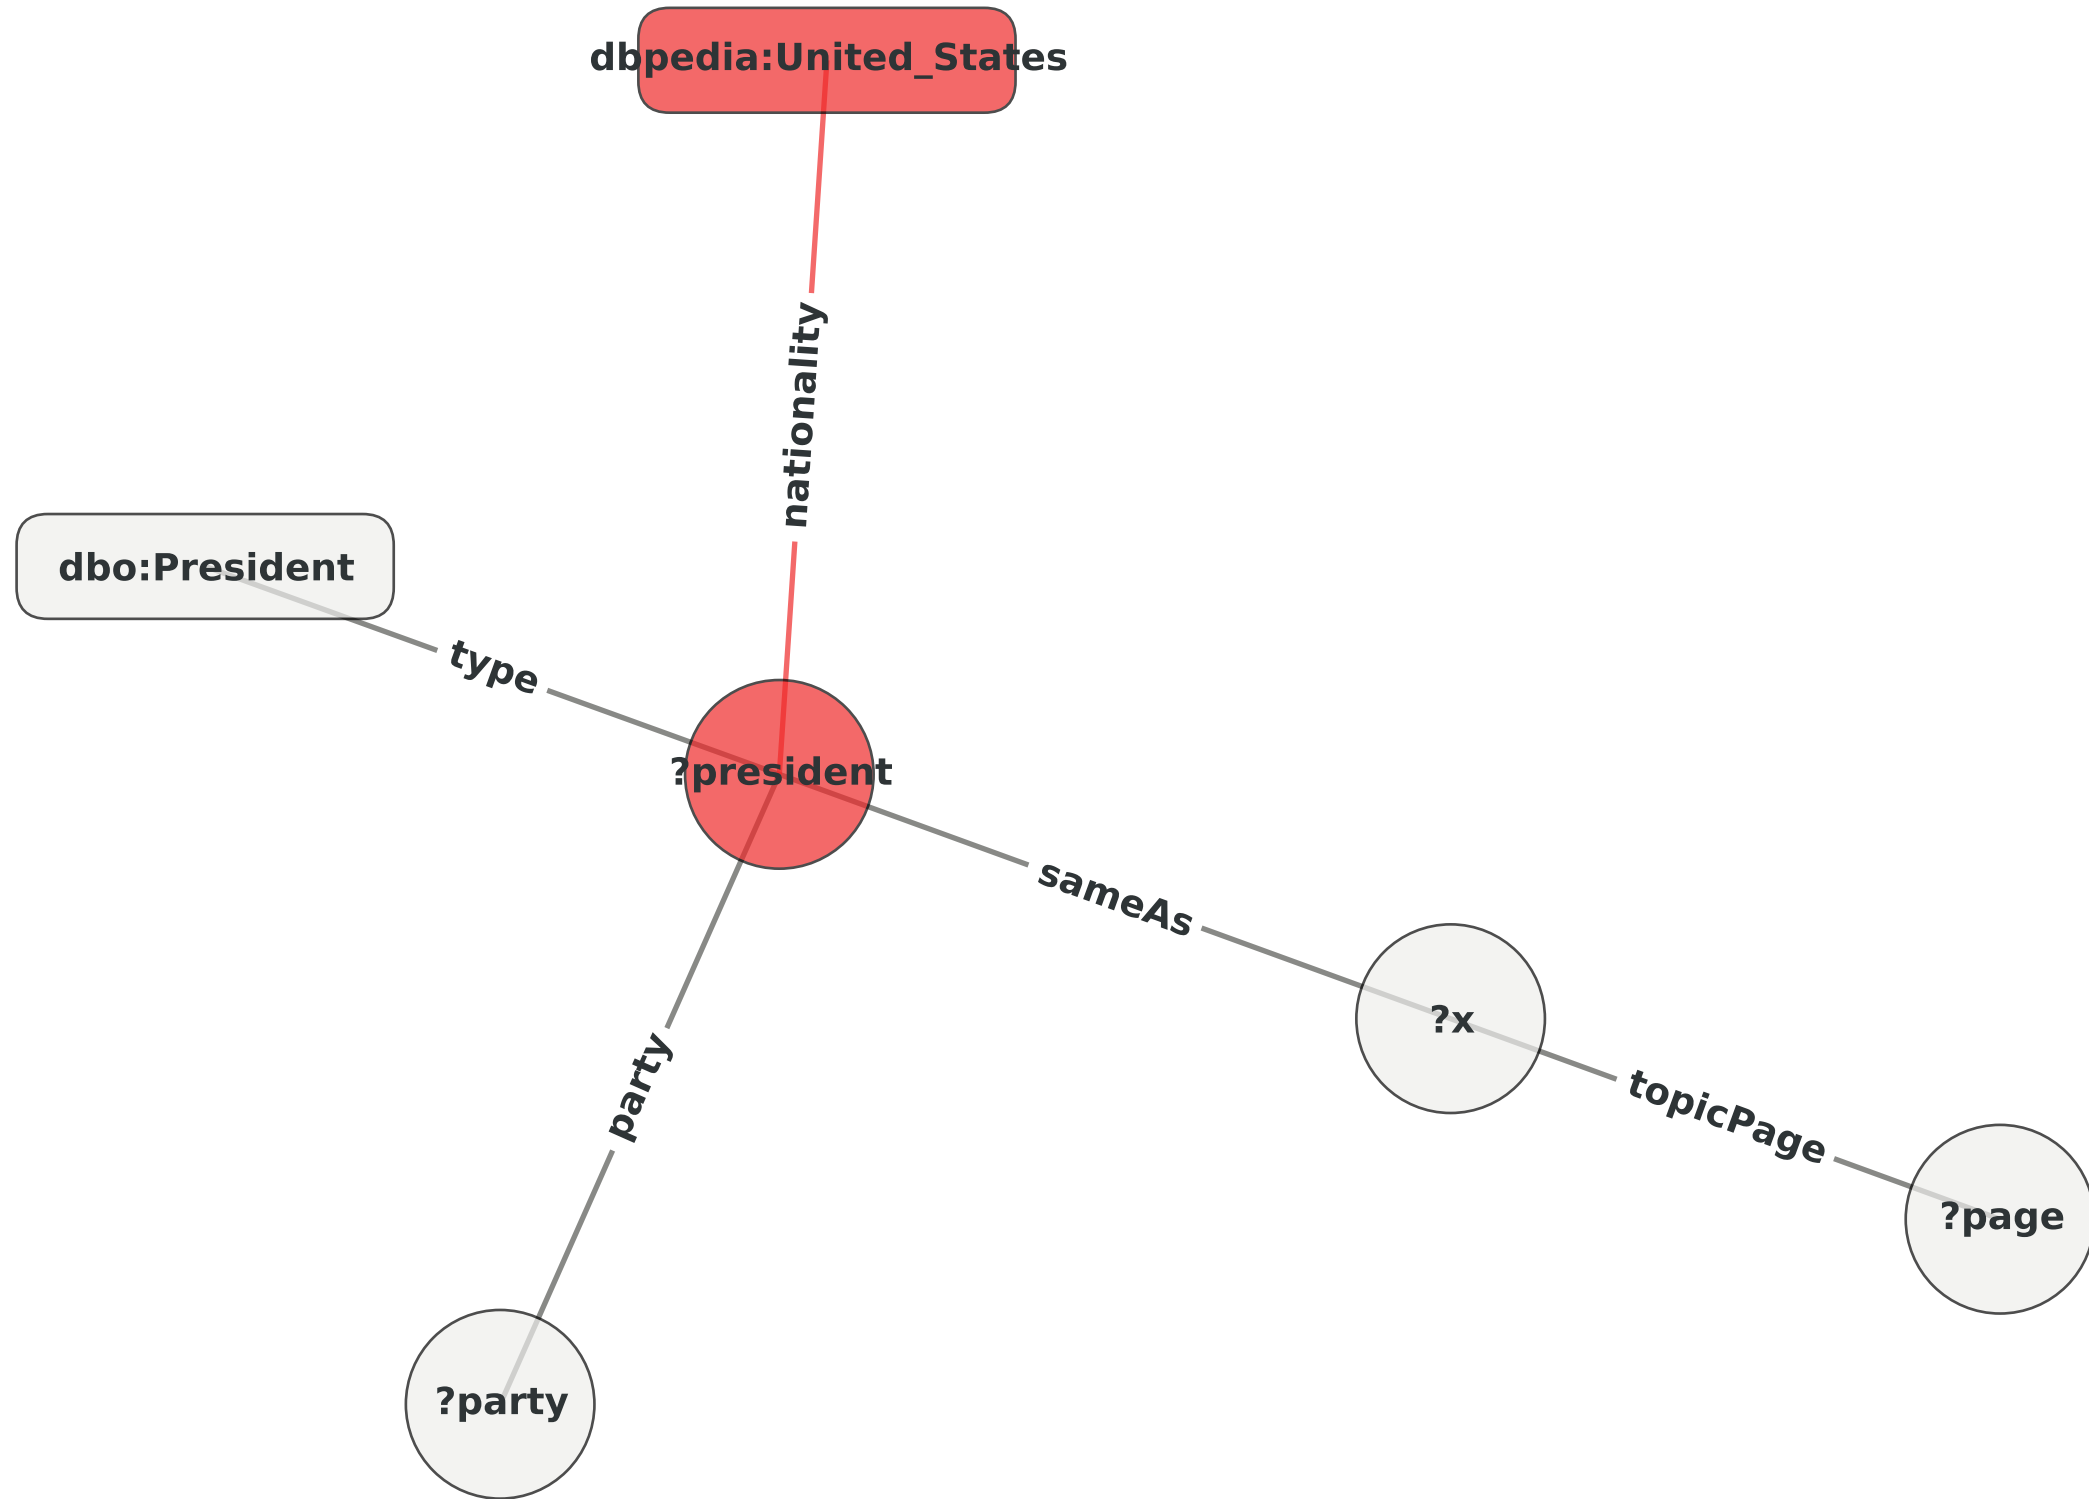 dbpedia:United_States
nationality
dbo:President
type
?president
sameAs
?x
party
topicPage
?page
?party